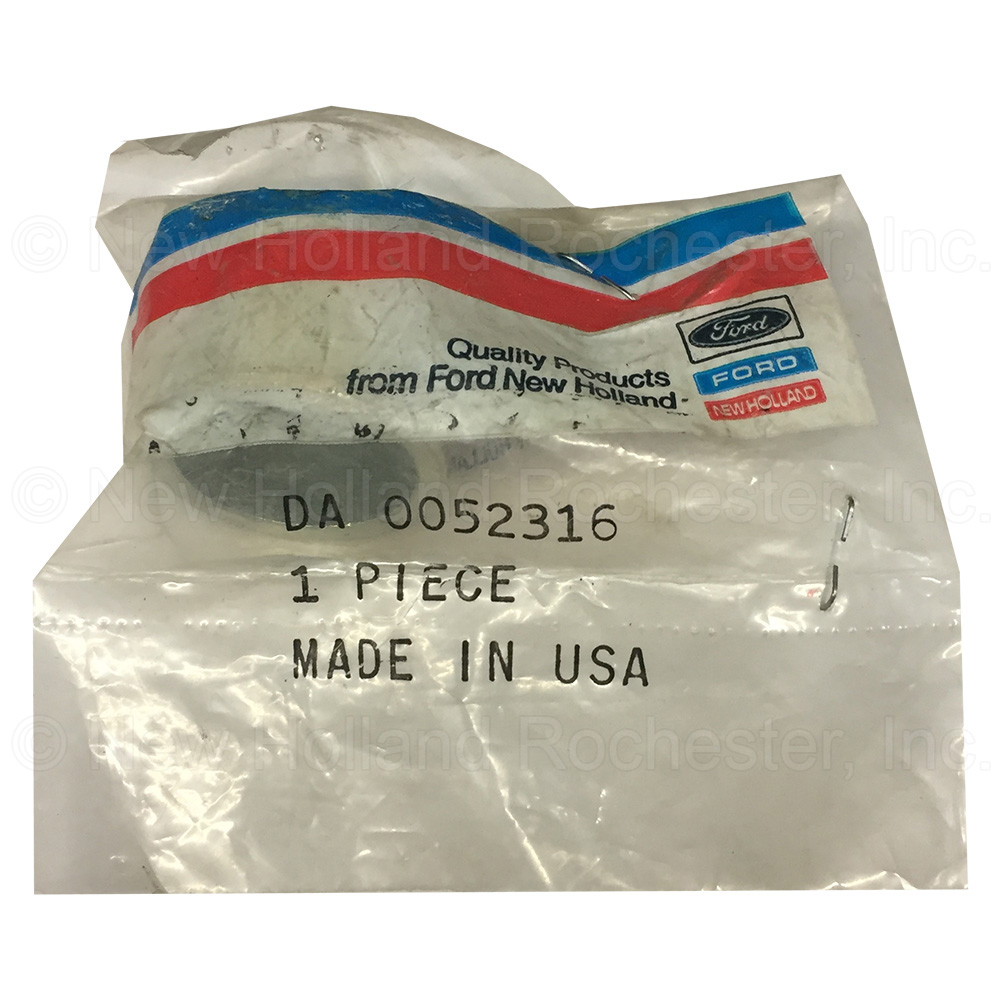 Quality Products
from Ford New Holland
Ford
FORD
NEW HOLLAND
DA 0052316
1 PIECE
MADE IN USA
© New Holland Rochester, Inc.
© New Holland Rochester, Inc.
© New Holland Rochester, Inc.